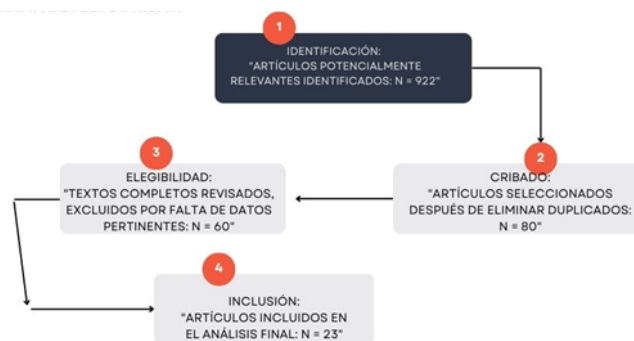 1
IDENTIFICACIÓN:
"ARTÍCULOS POTENCIALMENTE
RELEVANTES IDENTIFICADOS: N = 922"
2
CRIBADO:
"ARTÍCULOS SELECCIONADOS
DESPUÉS DE ELIMINAR DUPLICADOS:
N = 80"
3
ELEGIBILIDAD:
"TEXTOS COMPLETOS REVISADOS,
EXCLUIDOS POR FALTA DE DATOS
PERTINENTES: N = 60"
4
INCLUSIÓN:
"ARTÍCULOS INCLUIDOS EN
EL ANÁLISIS FINAL: N = 23"